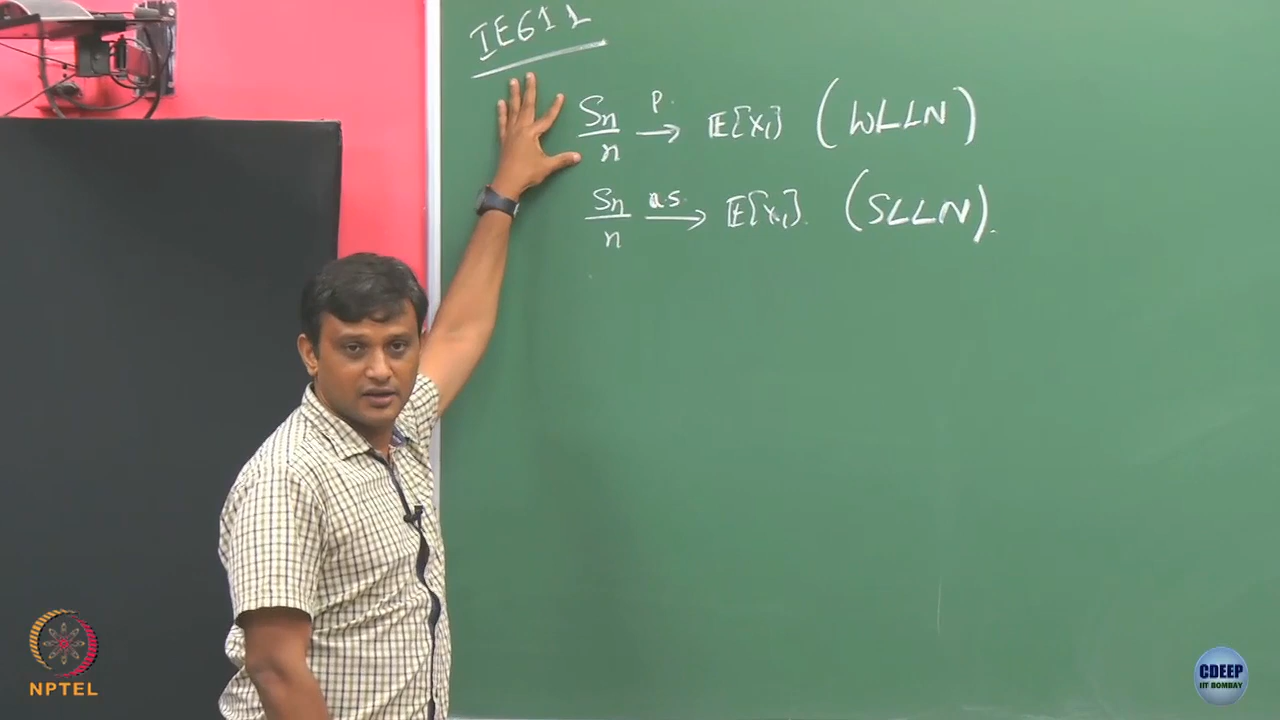 IE611
Sn/n →p. E[X1] (WLLN)
Sn/n →a.s. E[X1]. (SLLN).
NPTEL
CDEEP
IIT BOMBAY